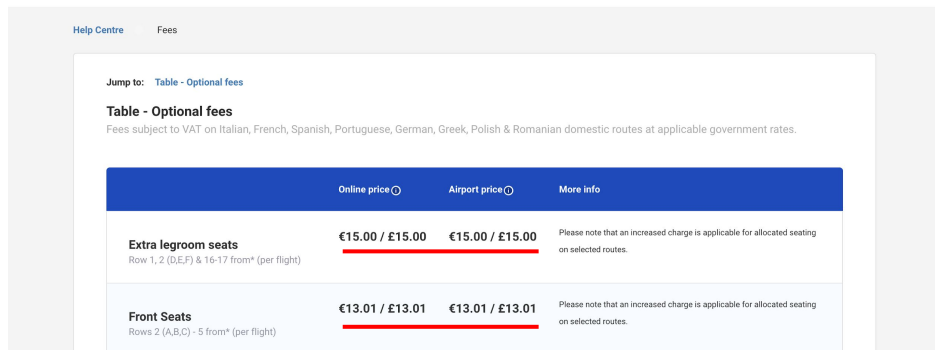 Help Centre Fees
Jump to: Table - Optional fees
Table - Optional fees
Fees subject to VAT on Italian, French, Spanish, Portuguese, German, Greek, Polish & Romanian domestic routes at applicable government rates.
Online price Airport price More info
Extra legroom seats
Row 1, 2 (D,E,F) & 16-17 from* (per flight)
€15.00 / £15.00 €15.00 / £15.00
Please note that an increased charge is applicable for allocated seating
on selected routes.
Front Seats
Rows 2 (A,B,C) - 5 from* (per flight)
€13.01 / £13.01 €13.01 / £13.01
Please note that an increased charge is applicable for allocated seating
on selected routes.